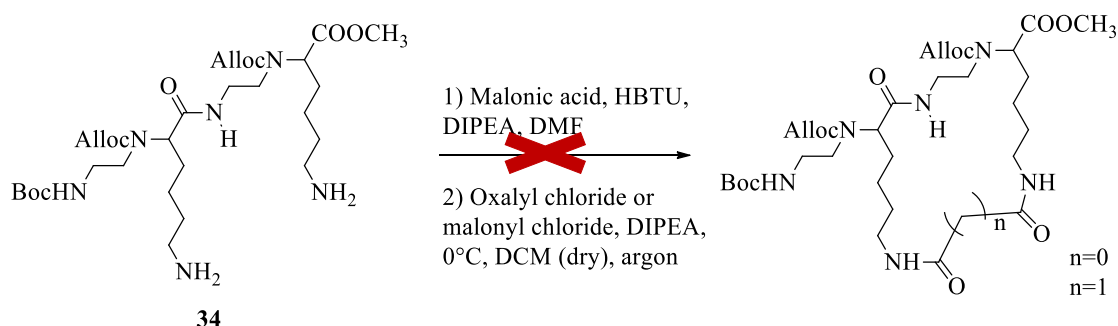 COOCH3
AllocN
O
N
H
AllocN
BocHN
NH2
NH2
34
1) Malonic acid, HBTU,
DIPEA, DMF
2) Oxalyl chloride or
malonyl chloride, DIPEA,
0°C, DCM (dry), argon
COOCH3
AllocN
O
N
H
AllocN
BocHN
NH
n
O
NH
O
n=0
n=1